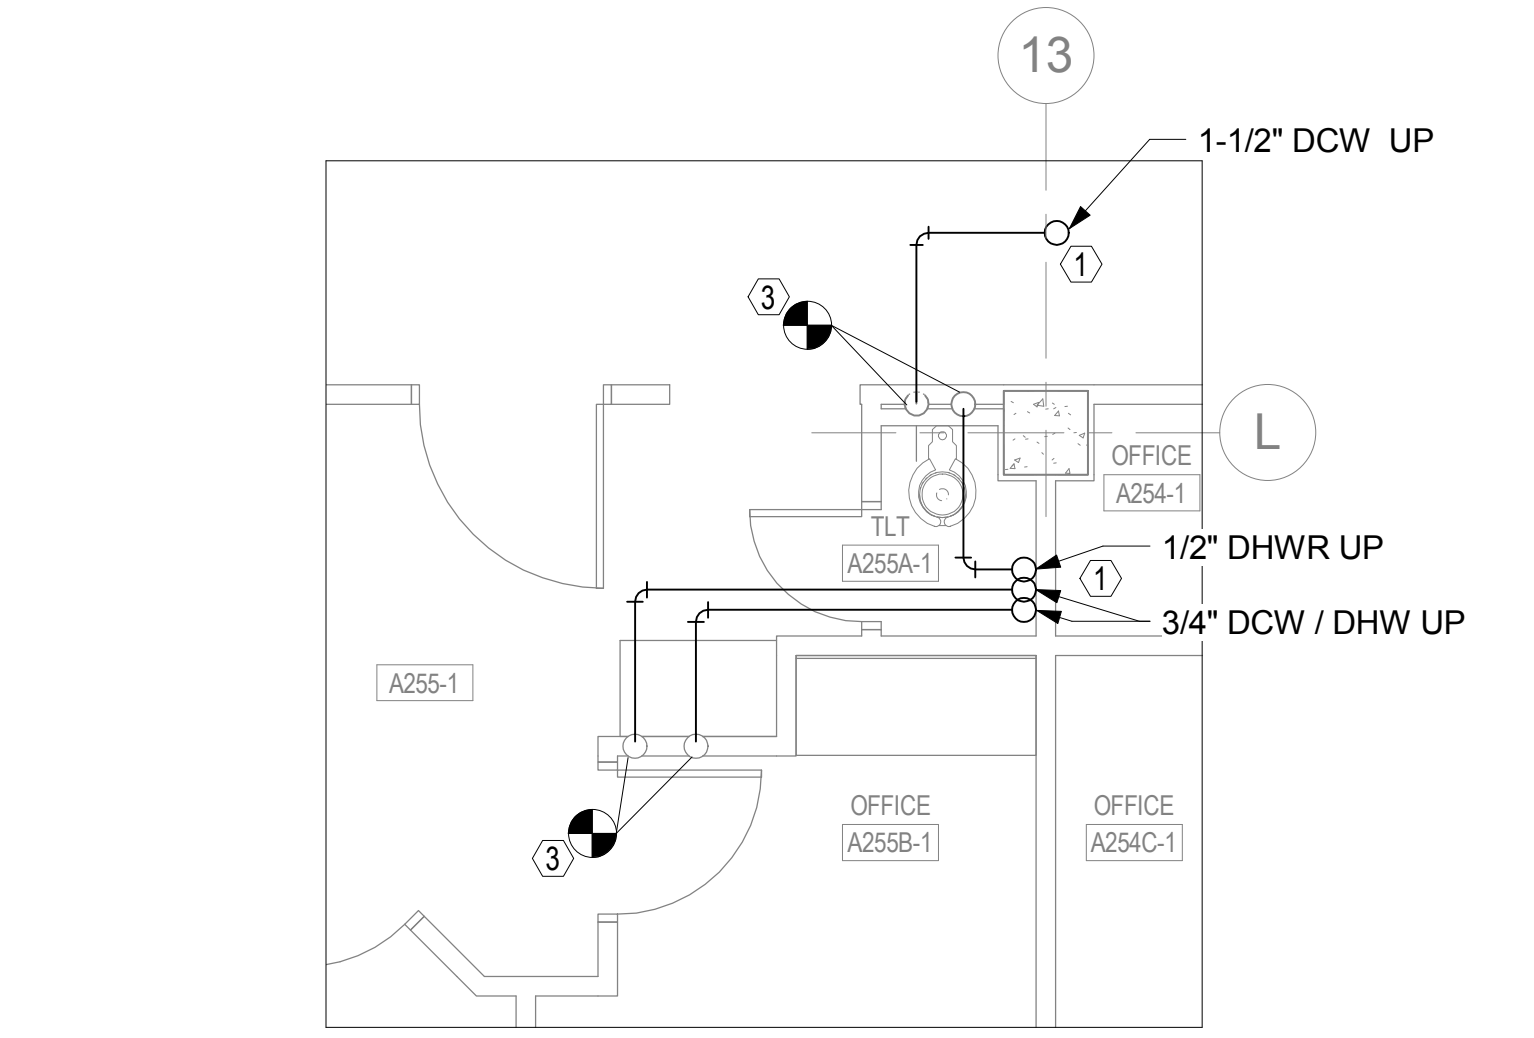 13
1-1/2" DCW UP
1
3
L
OFFICE
A254-1
TLT
A255A-1
1/2" DHWR UP
1
3/4" DCW / DHW UP
A255-1
OFFICE
A255B-1
OFFICE
A254C-1
3